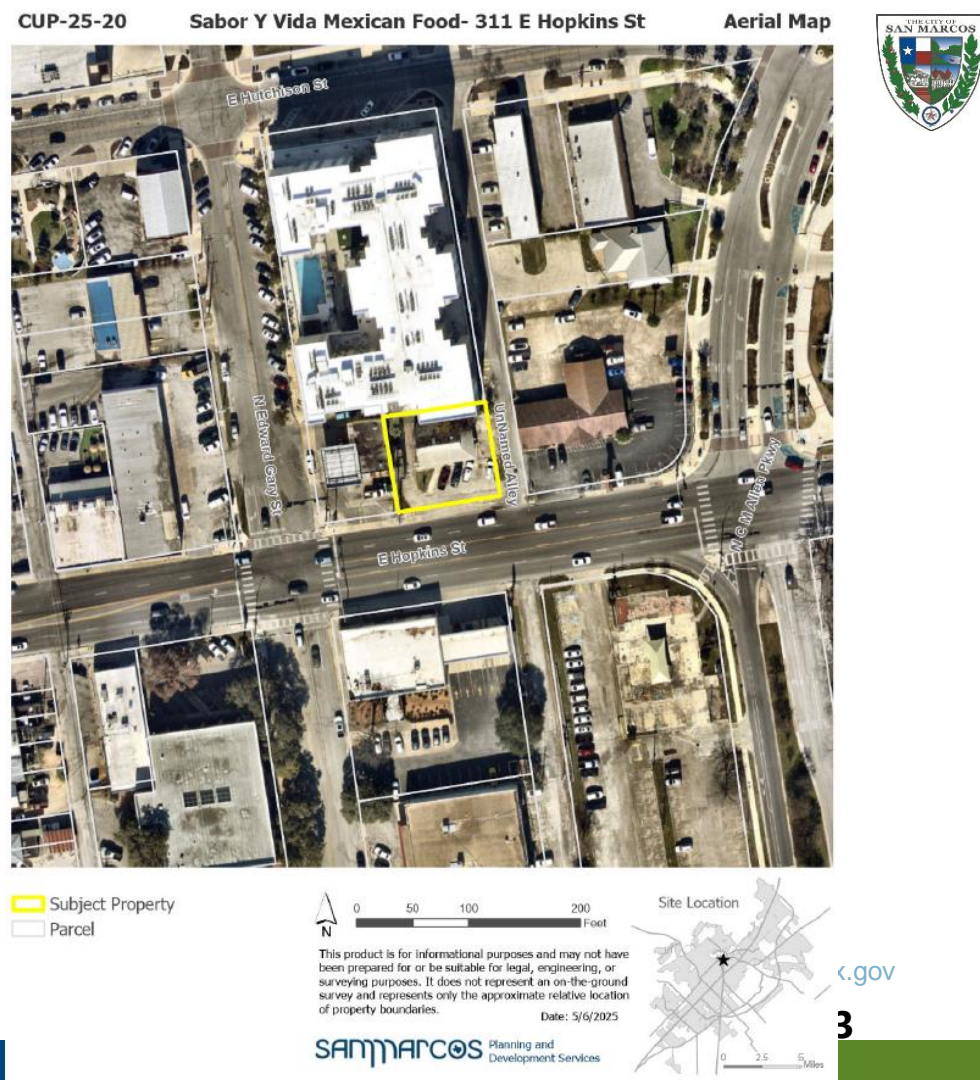 CUP-25-20 Sabor Y Vida Mexican Food- 311 E Hopkins St Aerial Map
THE CITY OF
SAN MARCOS
E Hutchison St
N Edward Gary St
UnNamed Alley
N C M Allen Pkwy
E Hopkins St
Subject Property
Parcel
0 50 100 200
Feet
N
This product is for informational purposes and may not have
been prepared for or be suitable for legal, engineering, or
surveying purposes. It does not represent an on-the-ground
survey and represents only the approximate relative location
of property boundaries.
Date: 5/6/2025
SANMARCOS Planning and
Development Services
Site Location
0 2.5 5
Miles
x.gov
3